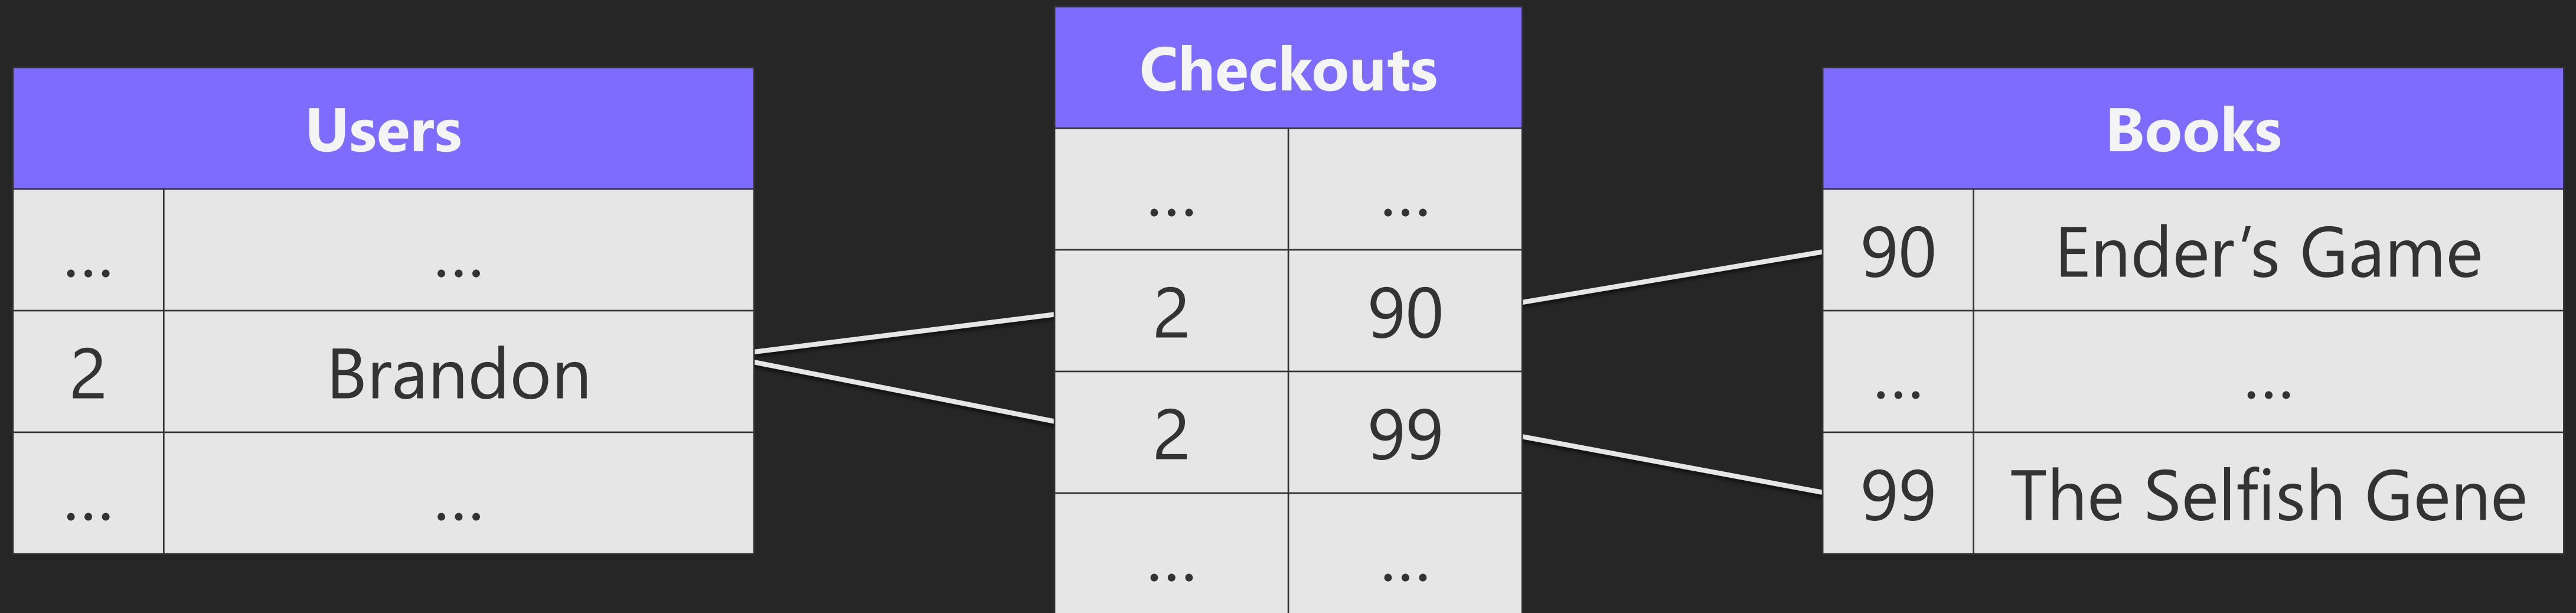 Users
... ...
2 Brandon
... ...
Checkouts
... ...
2 90
2 99
... ...
Books
90 Ender‘s Game
... ...
99 The Selfish Gene